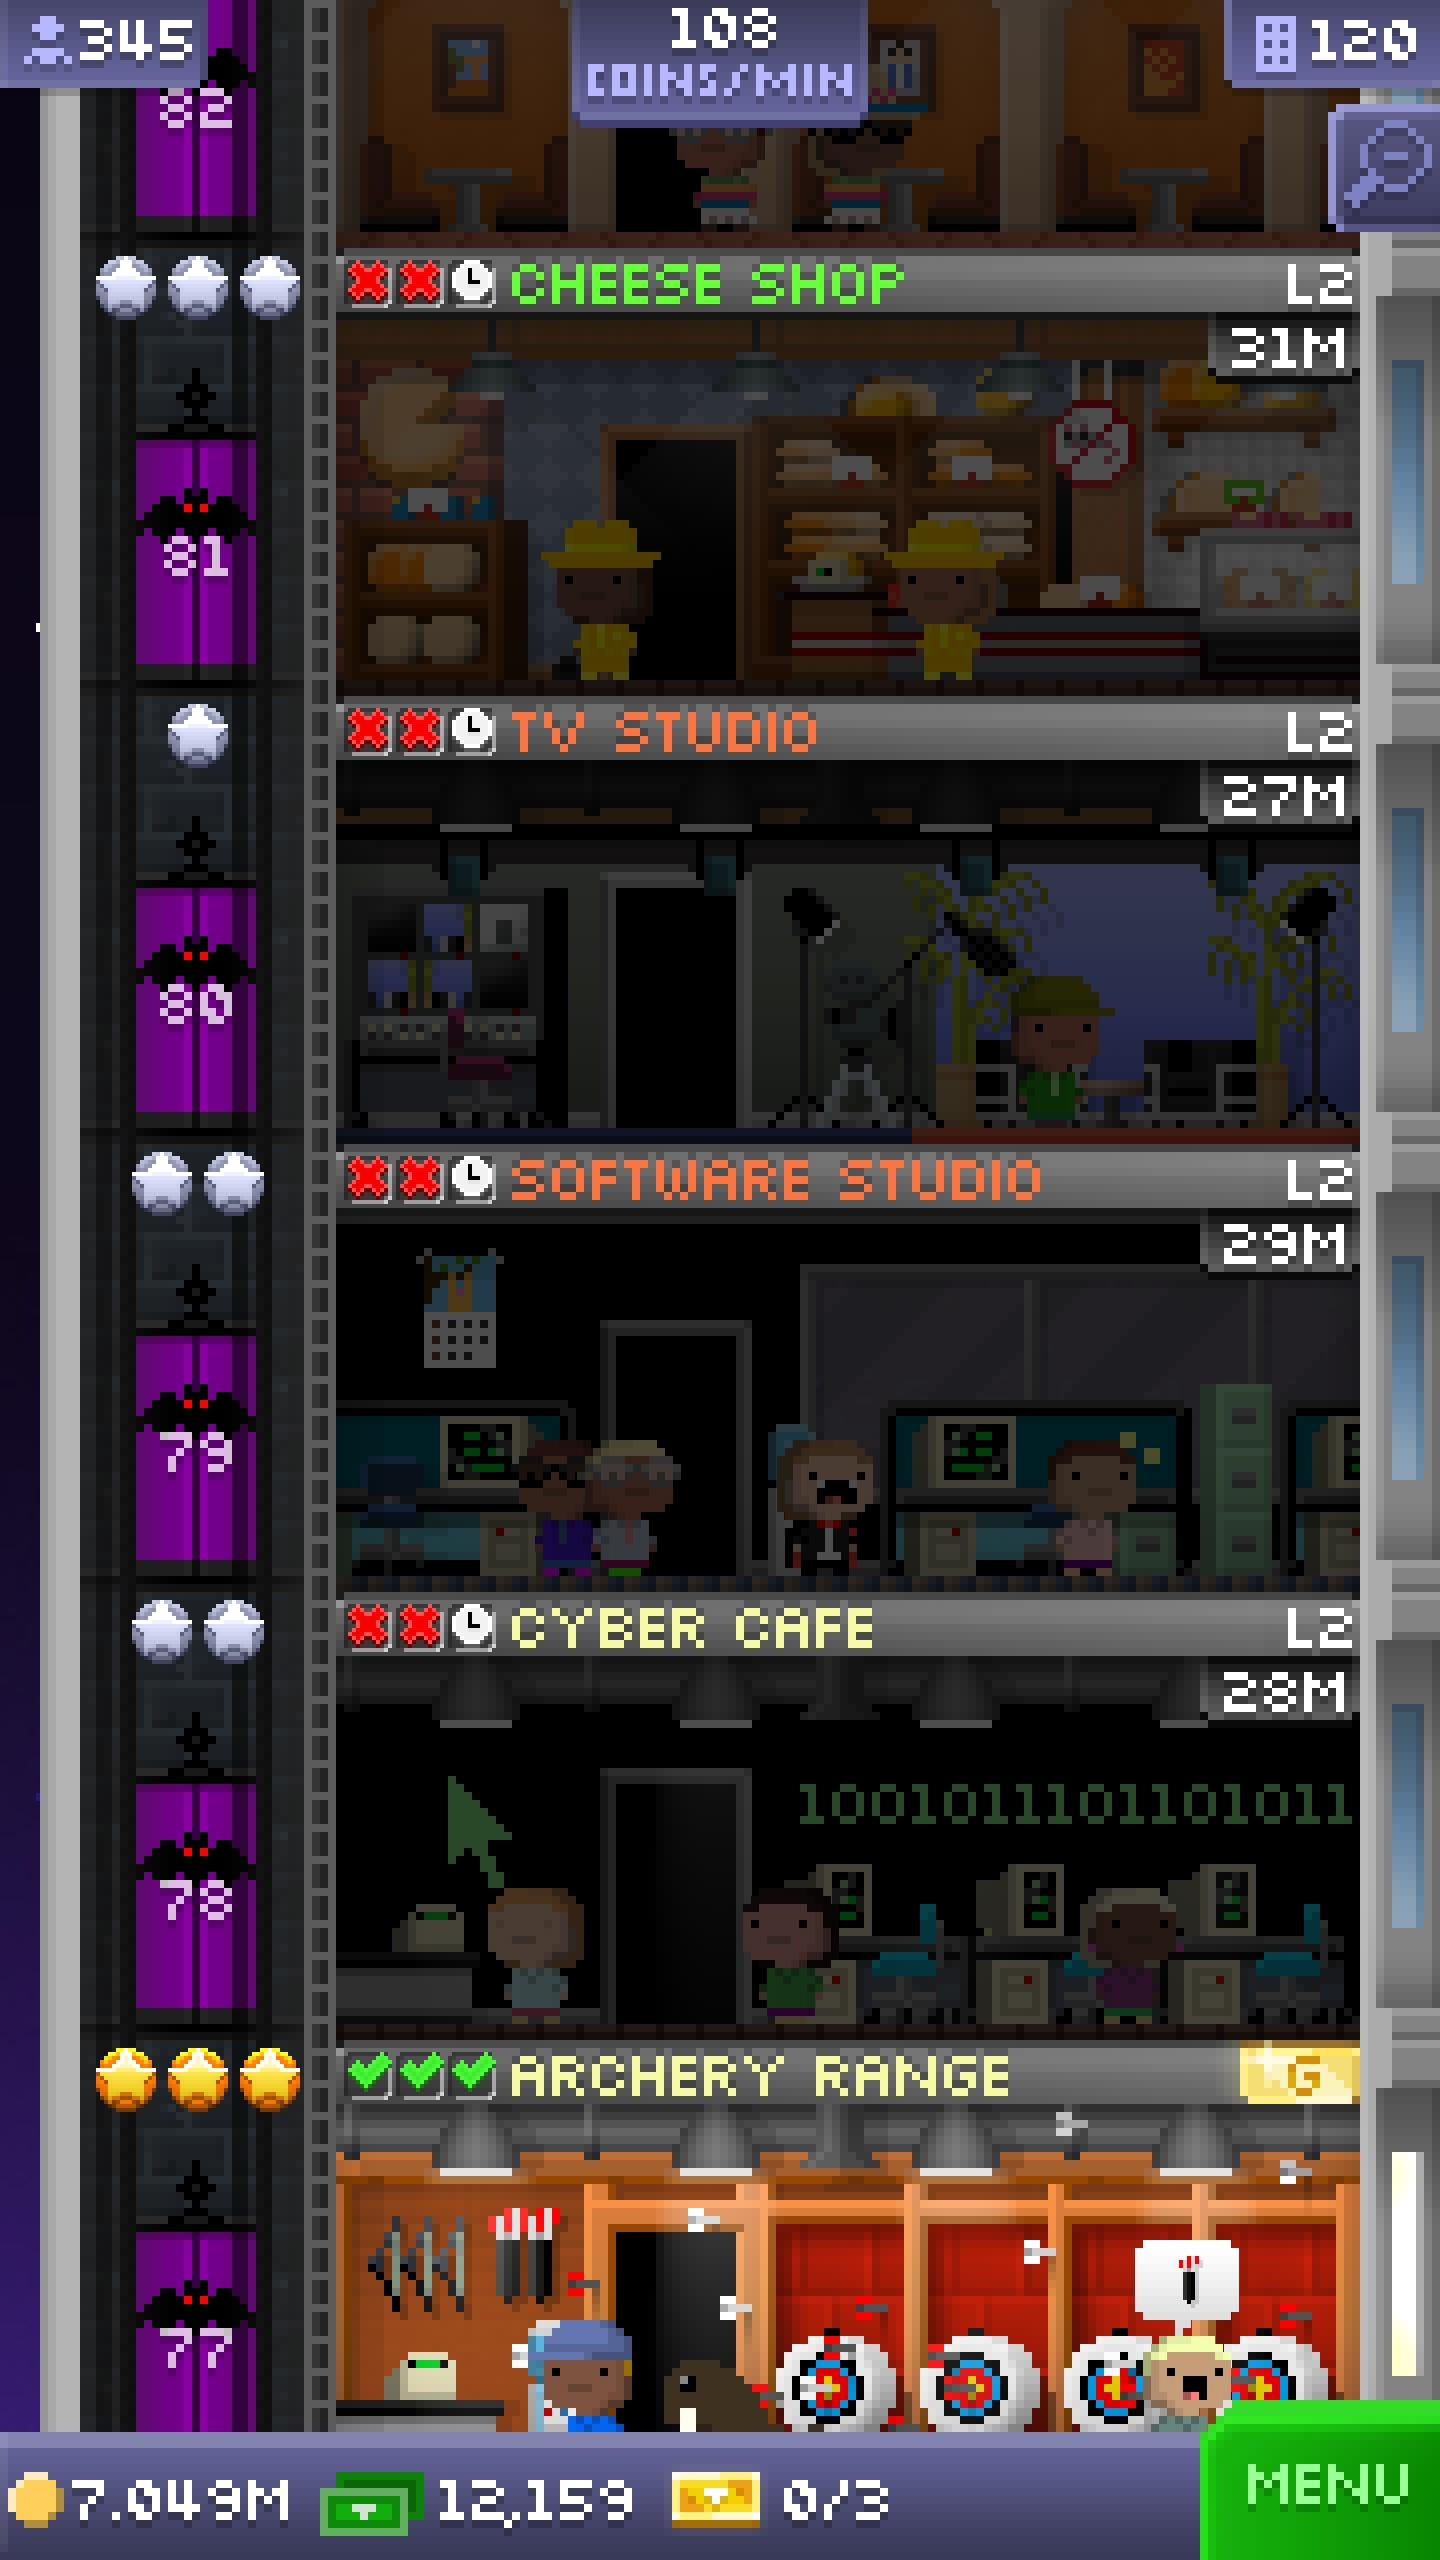 345
108
COINS/MIN
120
82
CHEESE SHOP L2
31M
81
TV STUDIO L2
27M
80
SOFTWARE STUDIO L2
29M
79
CYBER CAFE L2
28M
1001011101101011
78
ARCHERY RANGE G
77
7.049M 12,159 0/3 MENU